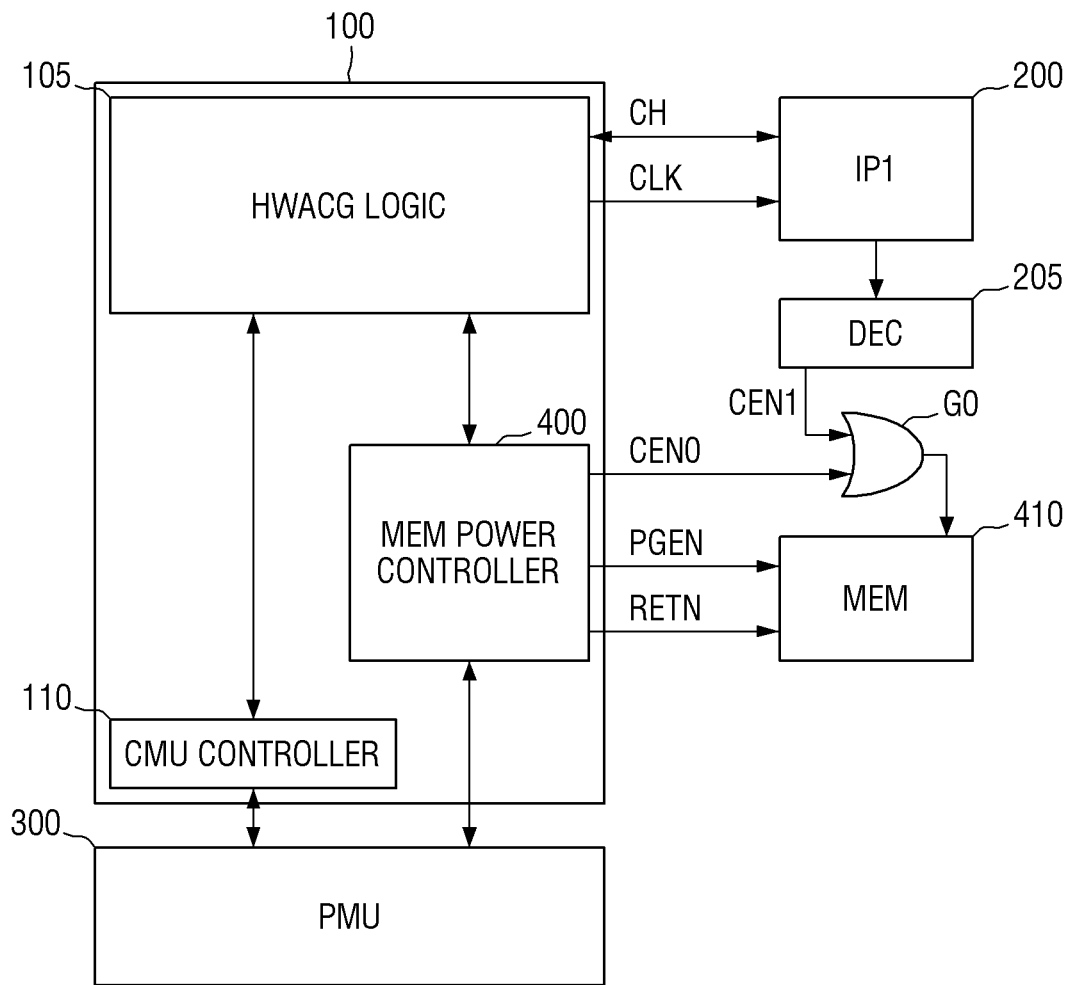 100
105
200
CH
IP1
CLK
HWACG LOGIC
205
DEC
CEN1
G0
400
CEN0
410
MEM POWER
CONTROLLER
PGEN
MEM
RETN
110
CMU CONTROLLER
300
PMU